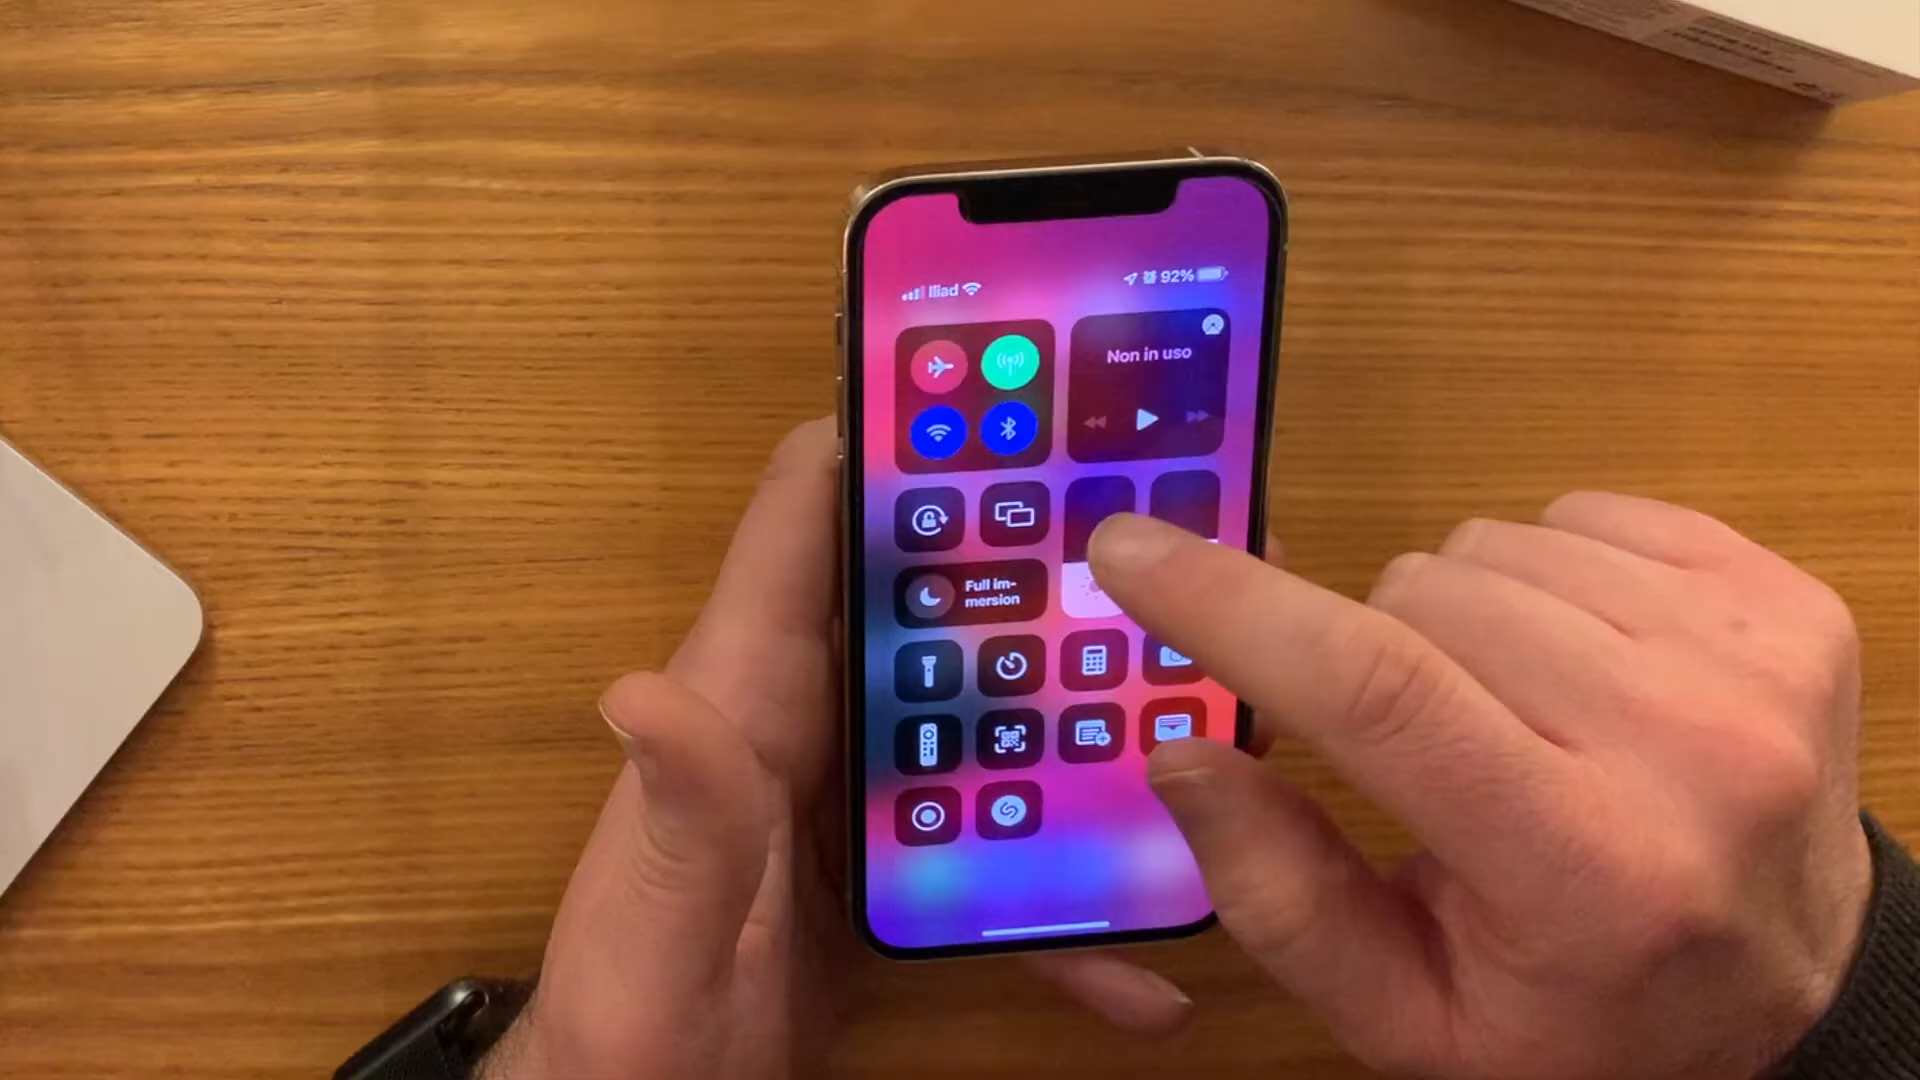 Iliad
92%
Non in uso
Full im-
mersion